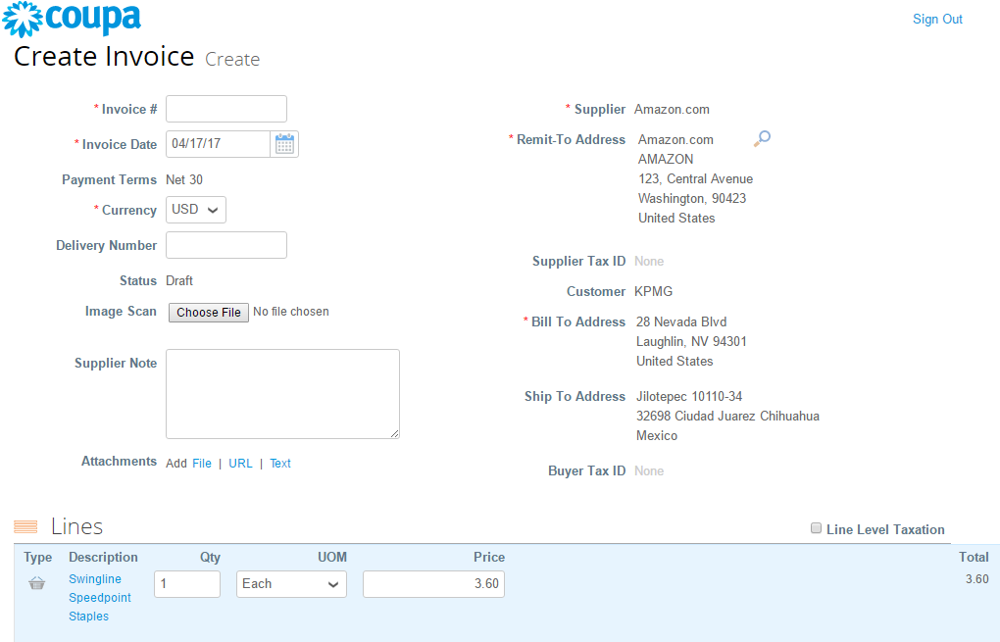 coupa
Sign Out
Create Invoice Create
* Invoice #
* Invoice Date 04/17/17
Payment Terms Net 30
* Currency USD
Delivery Number
Status Draft
Image Scan Choose File No file chosen
Supplier Note
Attachments Add File | URL | Text
* Supplier Amazon.com
* Remit-To Address Amazon.com
AMAZON
123, Central Avenue
Washington, 90423
United States
Supplier Tax ID None
Customer KPMG
* Bill To Address 28 Nevada Blvd
Laughlin, NV 94301
United States
Ship To Address Jilotepec 10110-34
32698 Ciudad Juarez Chihuahua
Mexico
Buyer Tax ID None
Lines
Line Level Taxation
Type Description Qty UOM Price Total
Swingline 1 Each 3.60 3.60
Speedpoint
Staples